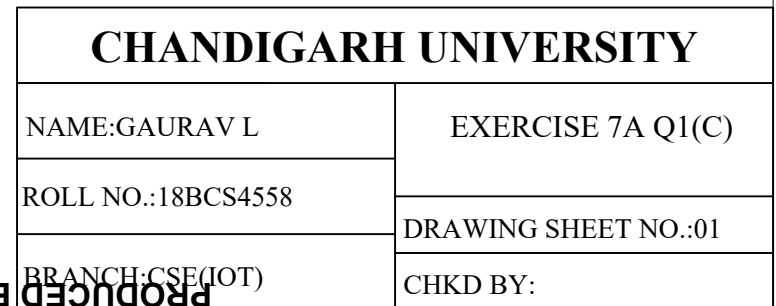 CHANDIGARH UNIVERSITY
NAME:GAURAV L
EXERCISE 7A Q1(C)
ROLL NO.:18BCS4558
DRAWING SHEET NO.:01
BRANCH:CSE(IOT)
CHKD BY:
PRODUCED